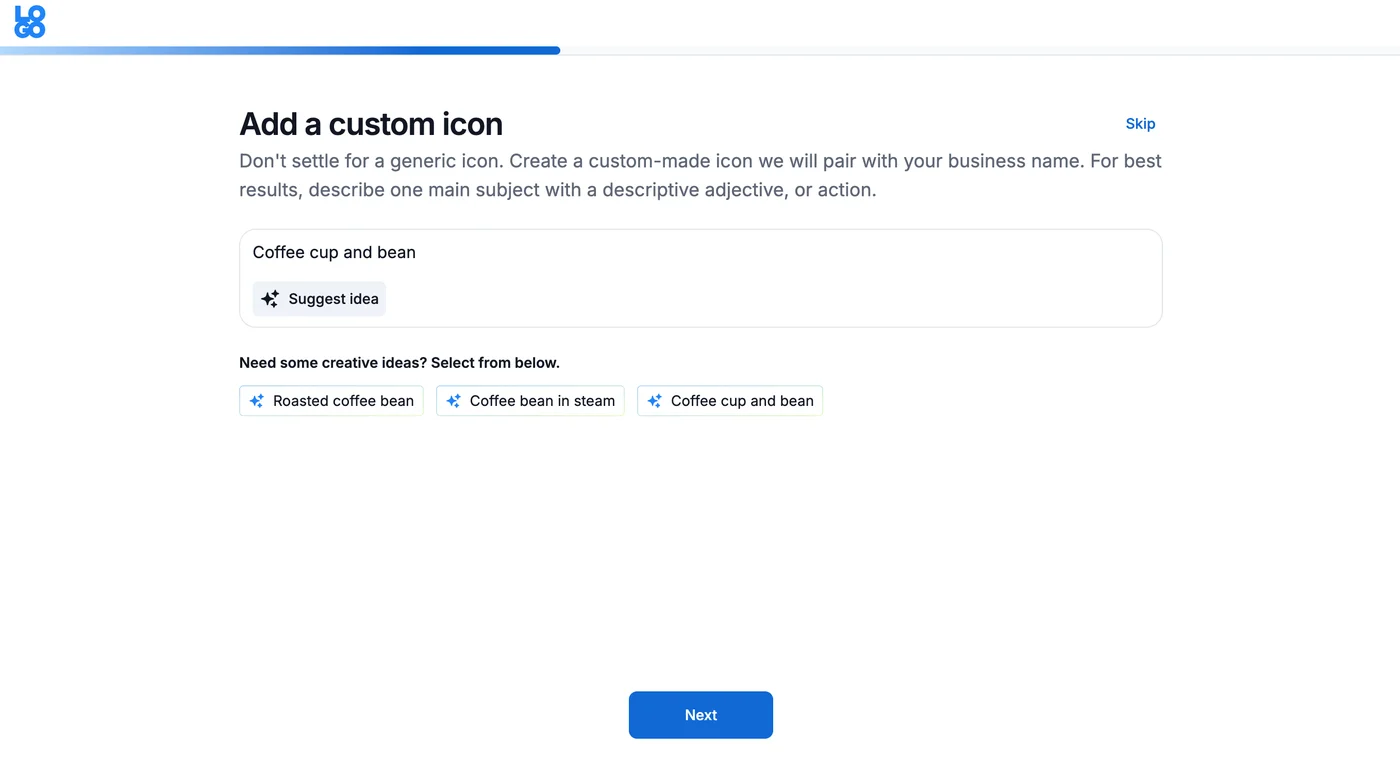 LO
GO
Add a custom icon
Skip
Don't settle for a generic icon. Create a custom-made icon we will pair with your business name. For best
results, describe one main subject with a descriptive adjective, or action.
Coffee cup and bean
Suggest idea
Need some creative ideas? Select from below.
Roasted coffee bean
Coffee bean in steam
Coffee cup and bean
Next